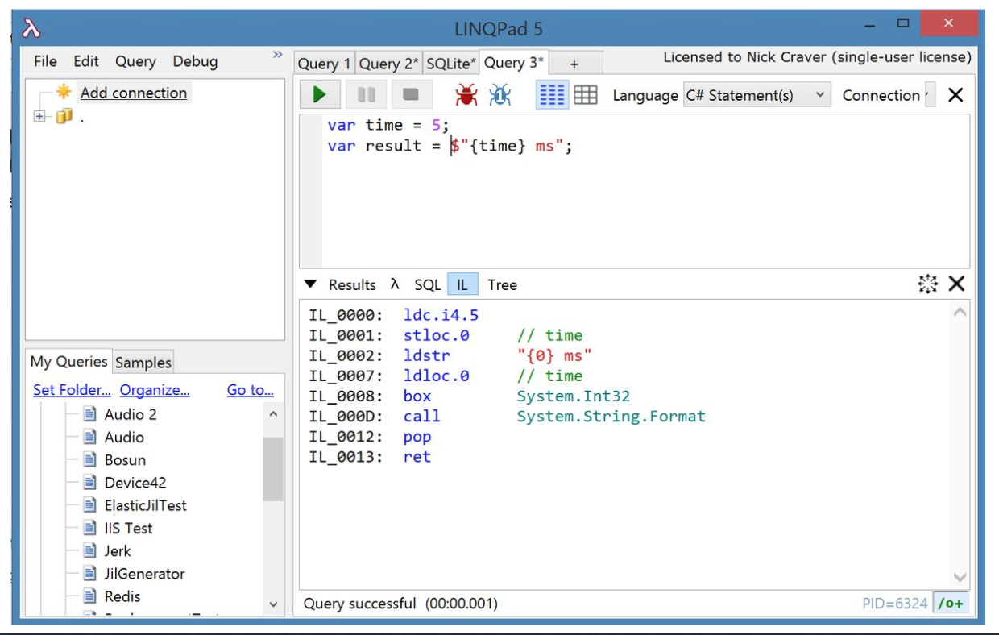 LINQPad 5
File Edit Query Debug »
Add connection
.
My Queries Samples
Set Folder... Organize... Go to...
Audio 2
Audio
Bosun
Device42
ElasticJilTest
IIS Test
Jerk
JilGenerator
Redis
Query 1 Query 2* SQLite* Query 3* +
Licensed to Nick Craver (single-user license)
Language C# Statement(s) Connection
var time = 5;
var result = $"{time} ms";
Results λ SQL IL Tree
IL_0000: ldc.i4.5
IL_0001: stloc.0 // time
IL_0002: ldstr "{0} ms"
IL_0007: ldloc.0 // time
IL_0008: box System.Int32
IL_000D: call System.String.Format
IL_0012: pop
IL_0013: ret
Query successful (00:00.001)
PID=6324 /o+